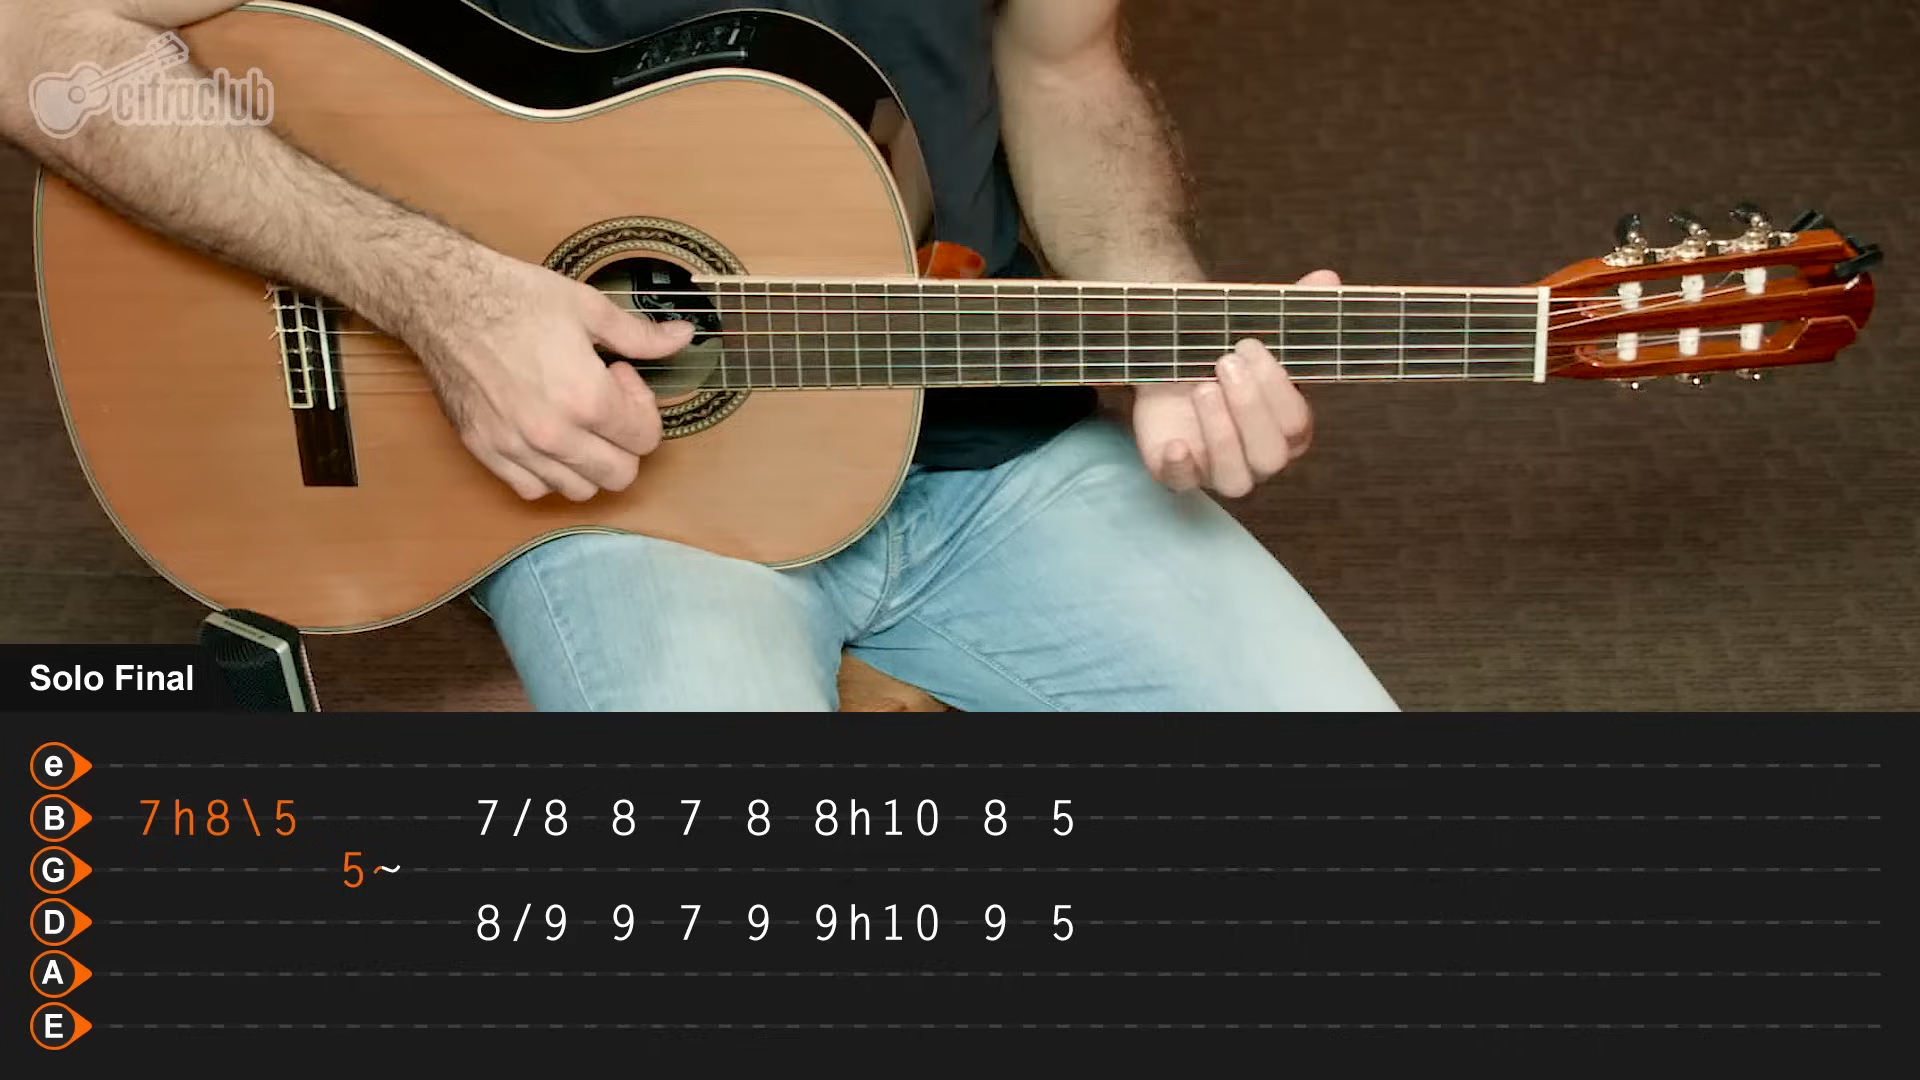 cifraclub
Solo Final
e
B 7h8\5 7/8 8 7 8 8h10 8 5
G 5~
D 8/9 9 7 9 9h10 9 5
A
E